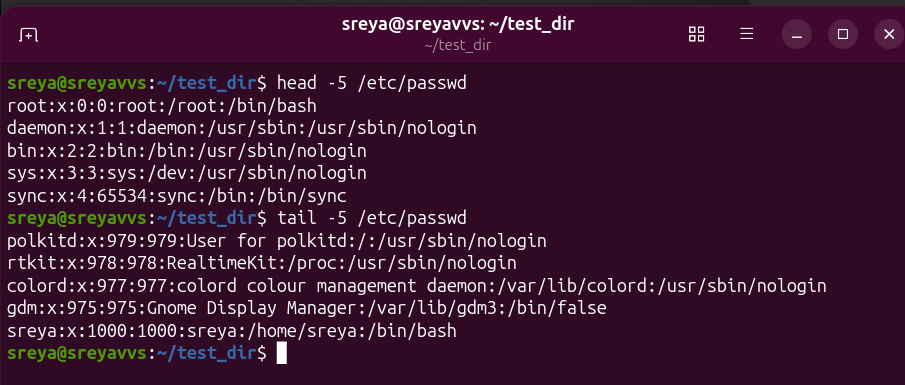 sreya@sreyavvs: ~/test_dir
~/test_dir
sreya@sreyavvs:~/test_dir$ head -5 /etc/passwd
root:x:0:0:root:/root:/bin/bash
daemon:x:1:1:daemon:/usr/sbin:/usr/sbin/nologin
bin:x:2:2:bin:/bin:/usr/sbin/nologin
sys:x:3:3:sys:/dev:/usr/sbin/nologin
sync:x:4:65534:sync:/bin:/bin/sync
sreya@sreyavvs:~/test_dir$ tail -5 /etc/passwd
polkitd:x:979:979:User for polkitd:/:/usr/sbin/nologin
rtkit:x:978:978:RealtimeKit:/proc:/usr/sbin/nologin
colord:x:977:977:colord colour management daemon:/var/lib/colord:/usr/sbin/nologin
gdm:x:975:975:Gnome Display Manager:/var/lib/gdm3:/bin/false
sreya:x:1000:1000:sreya:/home/sreya:/bin/bash
sreya@sreyavvs:~/test_dir$